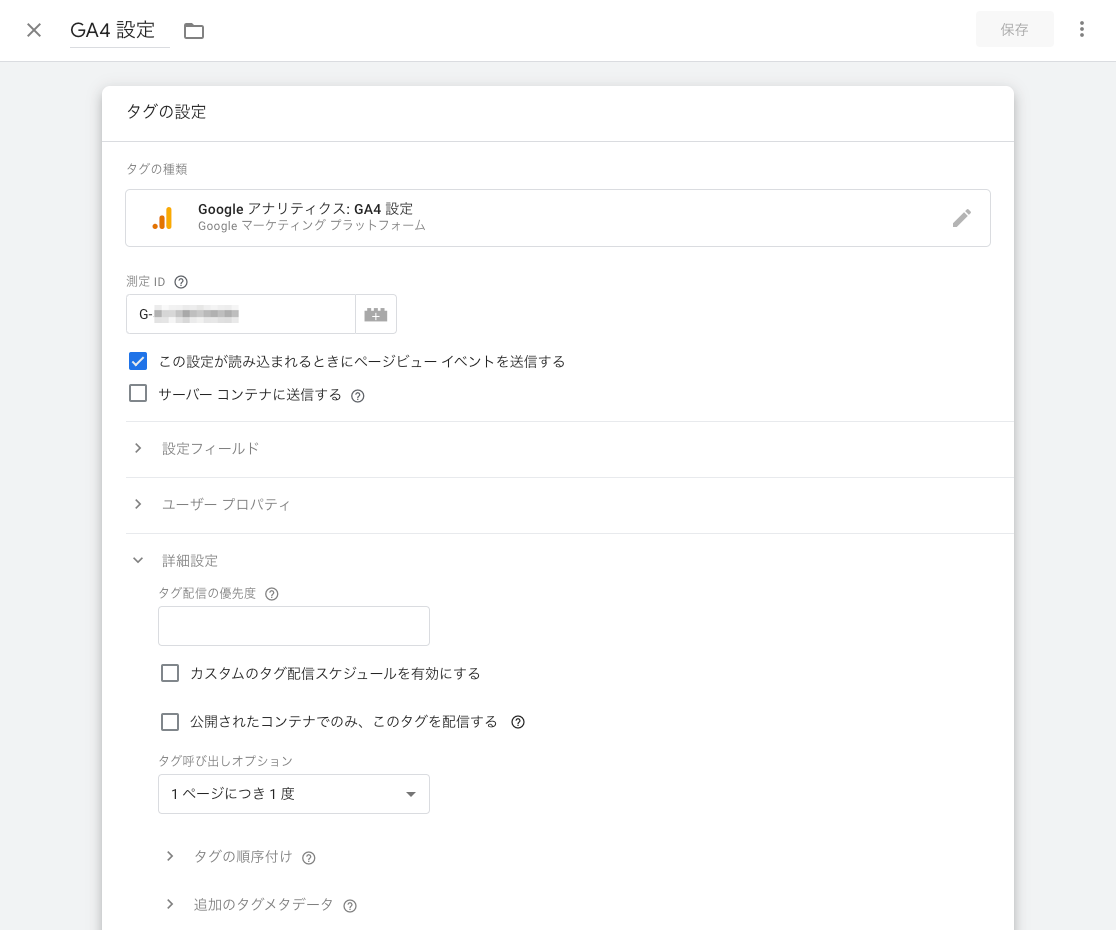 GA4 設定
保存
タグの設定
タグの種類
Google アナリティクス: GA4 設定
Google マーケティング プラットフォーム
測定 ID
G-
この設定が読み込まれるときにページビュー イベントを送信する
サーバー コンテナに送信する
設定フィールド
ユーザー プロパティ
詳細設定
タグ配信の優先度
カスタムのタグ配信スケジュールを有効にする
公開されたコンテナでのみ、このタグを配信する
タグ呼び出しオプション
1 ページにつき 1 度
タグの順序付け
追加のタグメタデータ